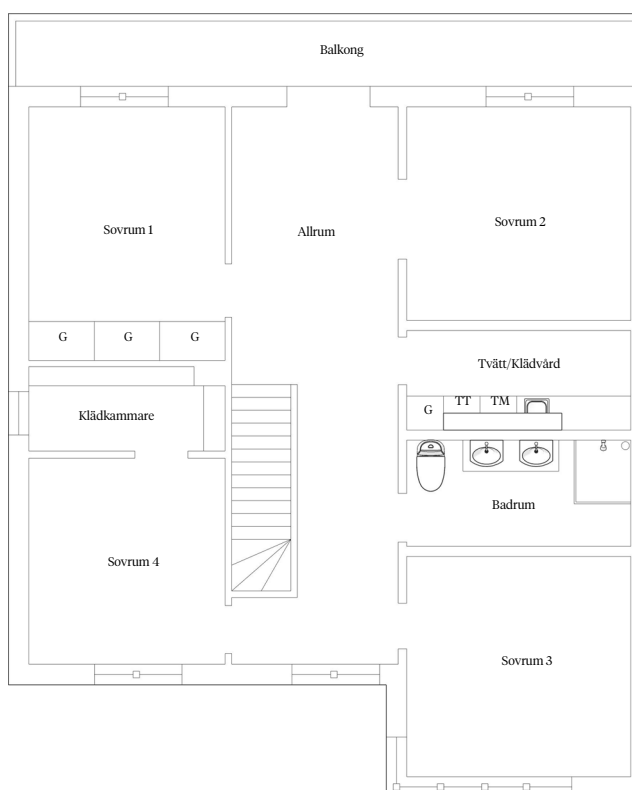 Balkong
Sovrum 1
Allrum
Sovrum 2
G
G
G
Tvätt/Klädvård
G
TT
TM
Klädkammare
Badrum
Sovrum 4
Sovrum 3